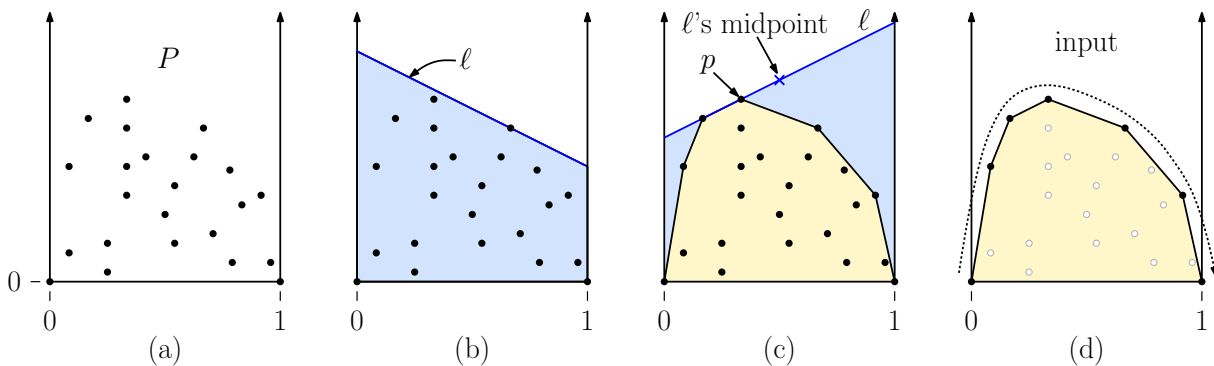 P
0
0 1
(a)
ℓ
0 1
(b)
ℓ's midpoint
ℓ
p
0 1
(c)
input
0 1
(d)